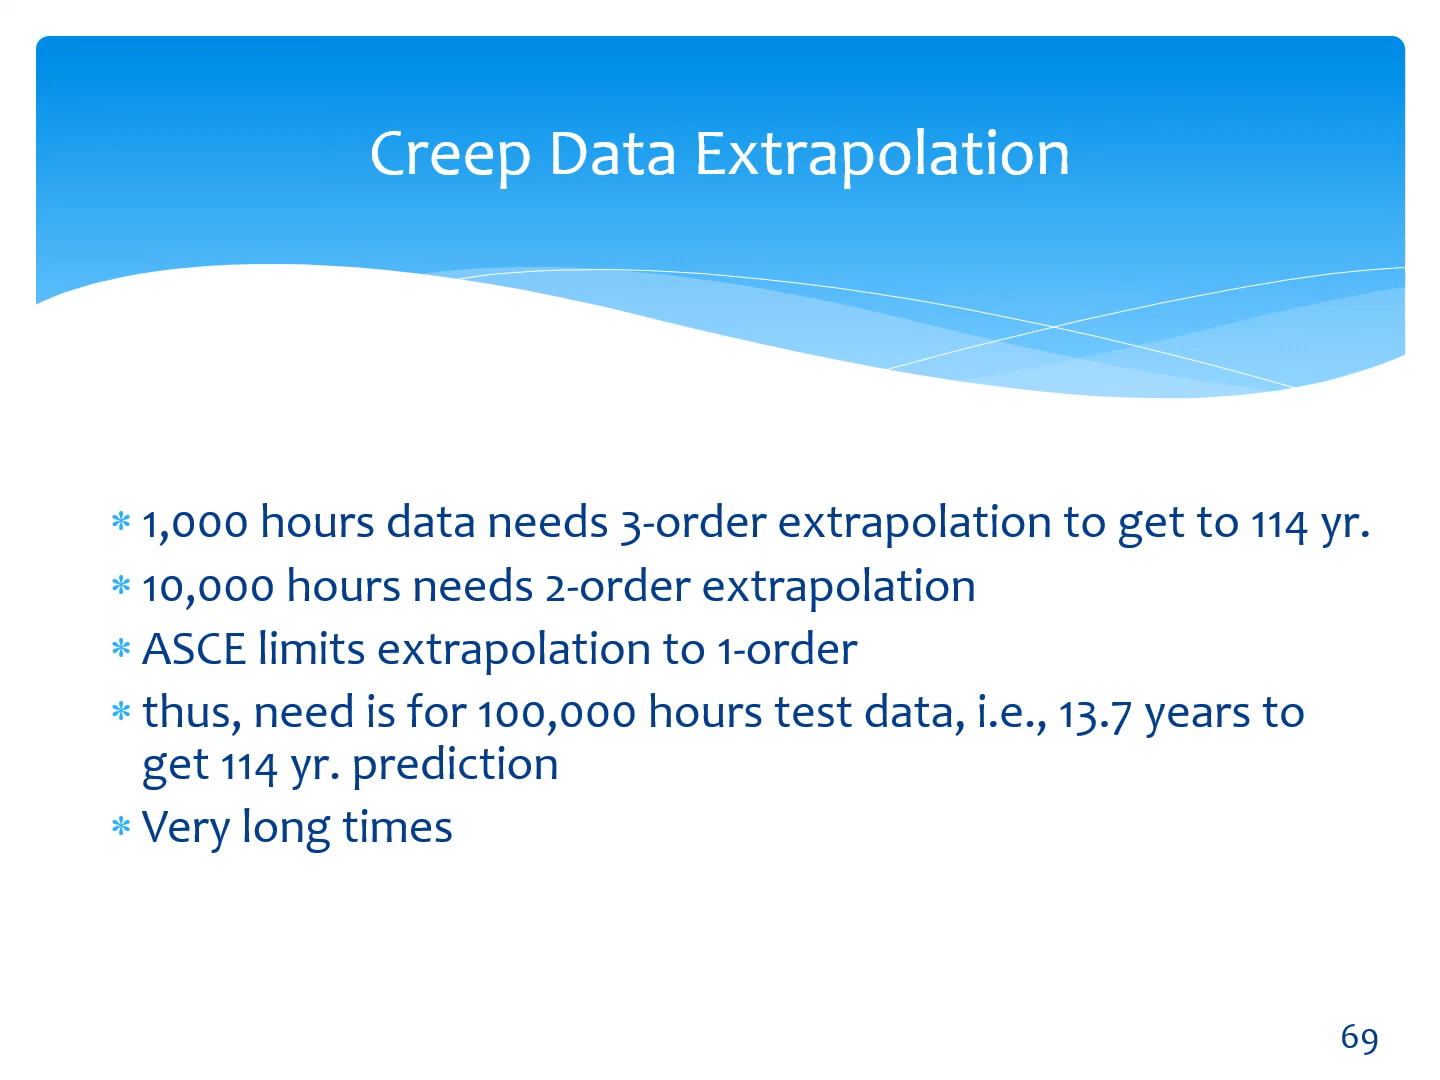 Creep Data Extrapolation
* 1,000 hours data needs 3-order extrapolation to get to 114 yr.
* 10,000 hours needs 2-order extrapolation
* ASCE limits extrapolation to 1-order
* thus, need is for 100,000 hours test data, i.e., 13.7 years to
get 114 yr. prediction
* Very long times
69